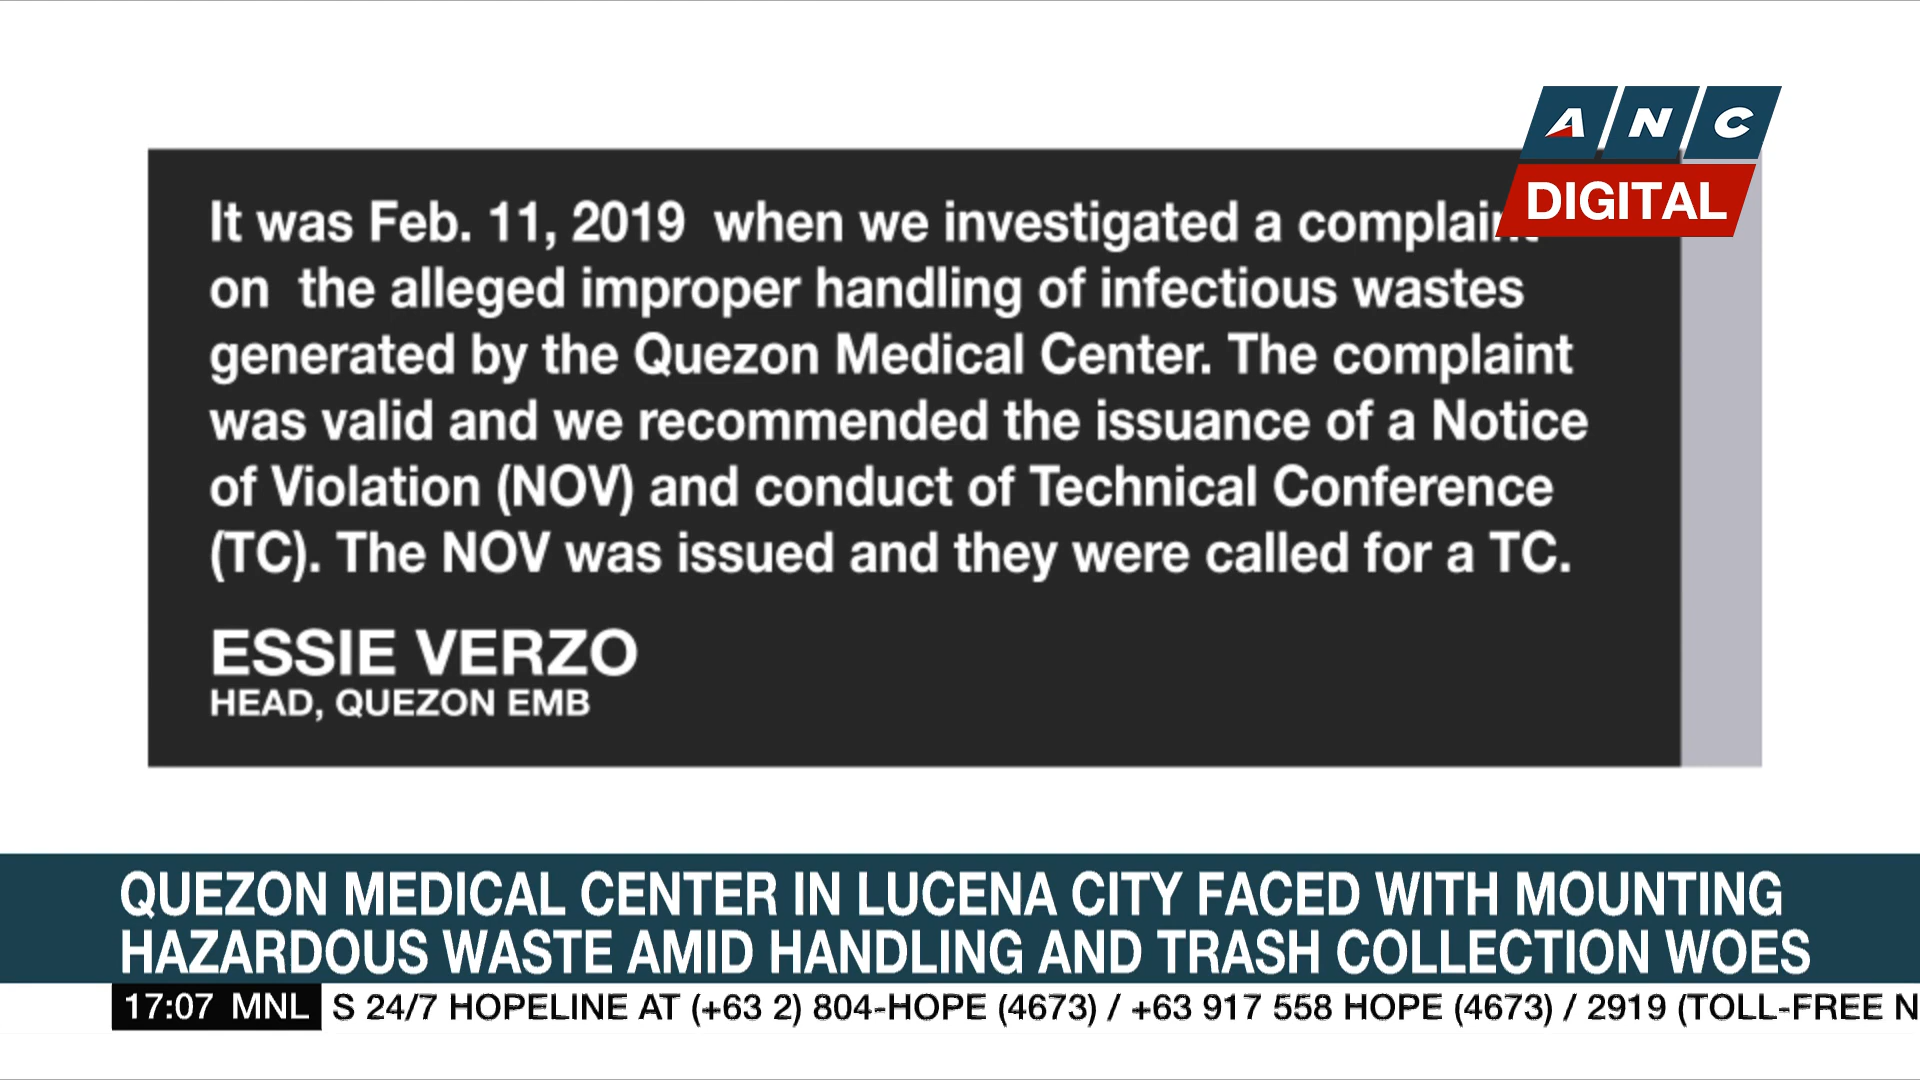 ANC
DIGITAL
It was Feb. 11, 2019 when we investigated a complaint
on the alleged improper handling of infectious wastes
generated by the Quezon Medical Center. The complaint
was valid and we recommended the issuance of a Notice
of Violation (NOV) and conduct of Technical Conference
(TC). The NOV was issued and they were called for a TC.
ESSIE VERZO
HEAD, QUEZON EMB
QUEZON MEDICAL CENTER IN LUCENA CITY FACED WITH MOUNTING
HAZARDOUS WASTE AMID HANDLING AND TRASH COLLECTION WOES
17:07 MNL S 24/7 HOPELINE AT (+63 2) 804-HOPE (4673) / +63 917 558 HOPE (4673) / 2919 (TOLL-FREE N